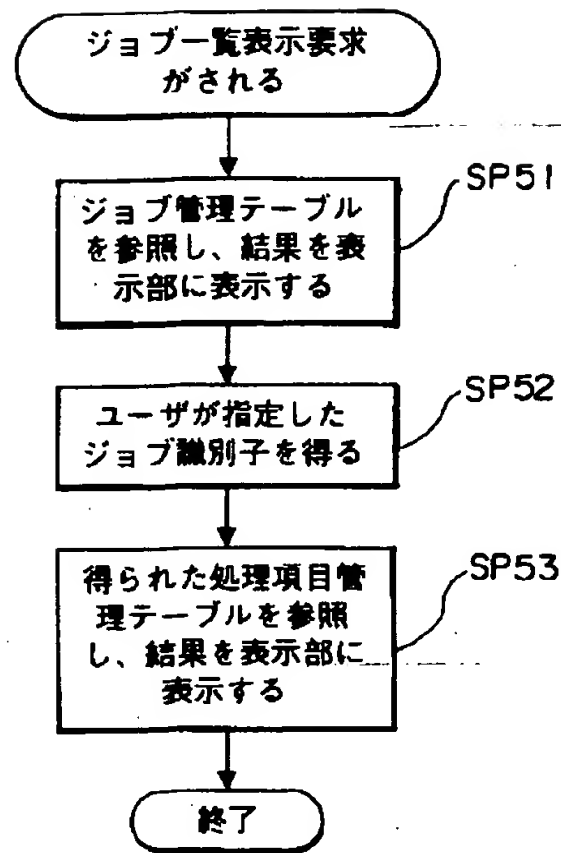 ジョブ一覧表示要求
がされる
SP51
ジョブ管理テーブル
を参照し、結果を表
示部に表示する
SP52
ユーザが指定した
ジョブ識別子を得る
SP53
得られた処理項目管
理テーブルを参照
し、結果を表示部に
表示する
終了